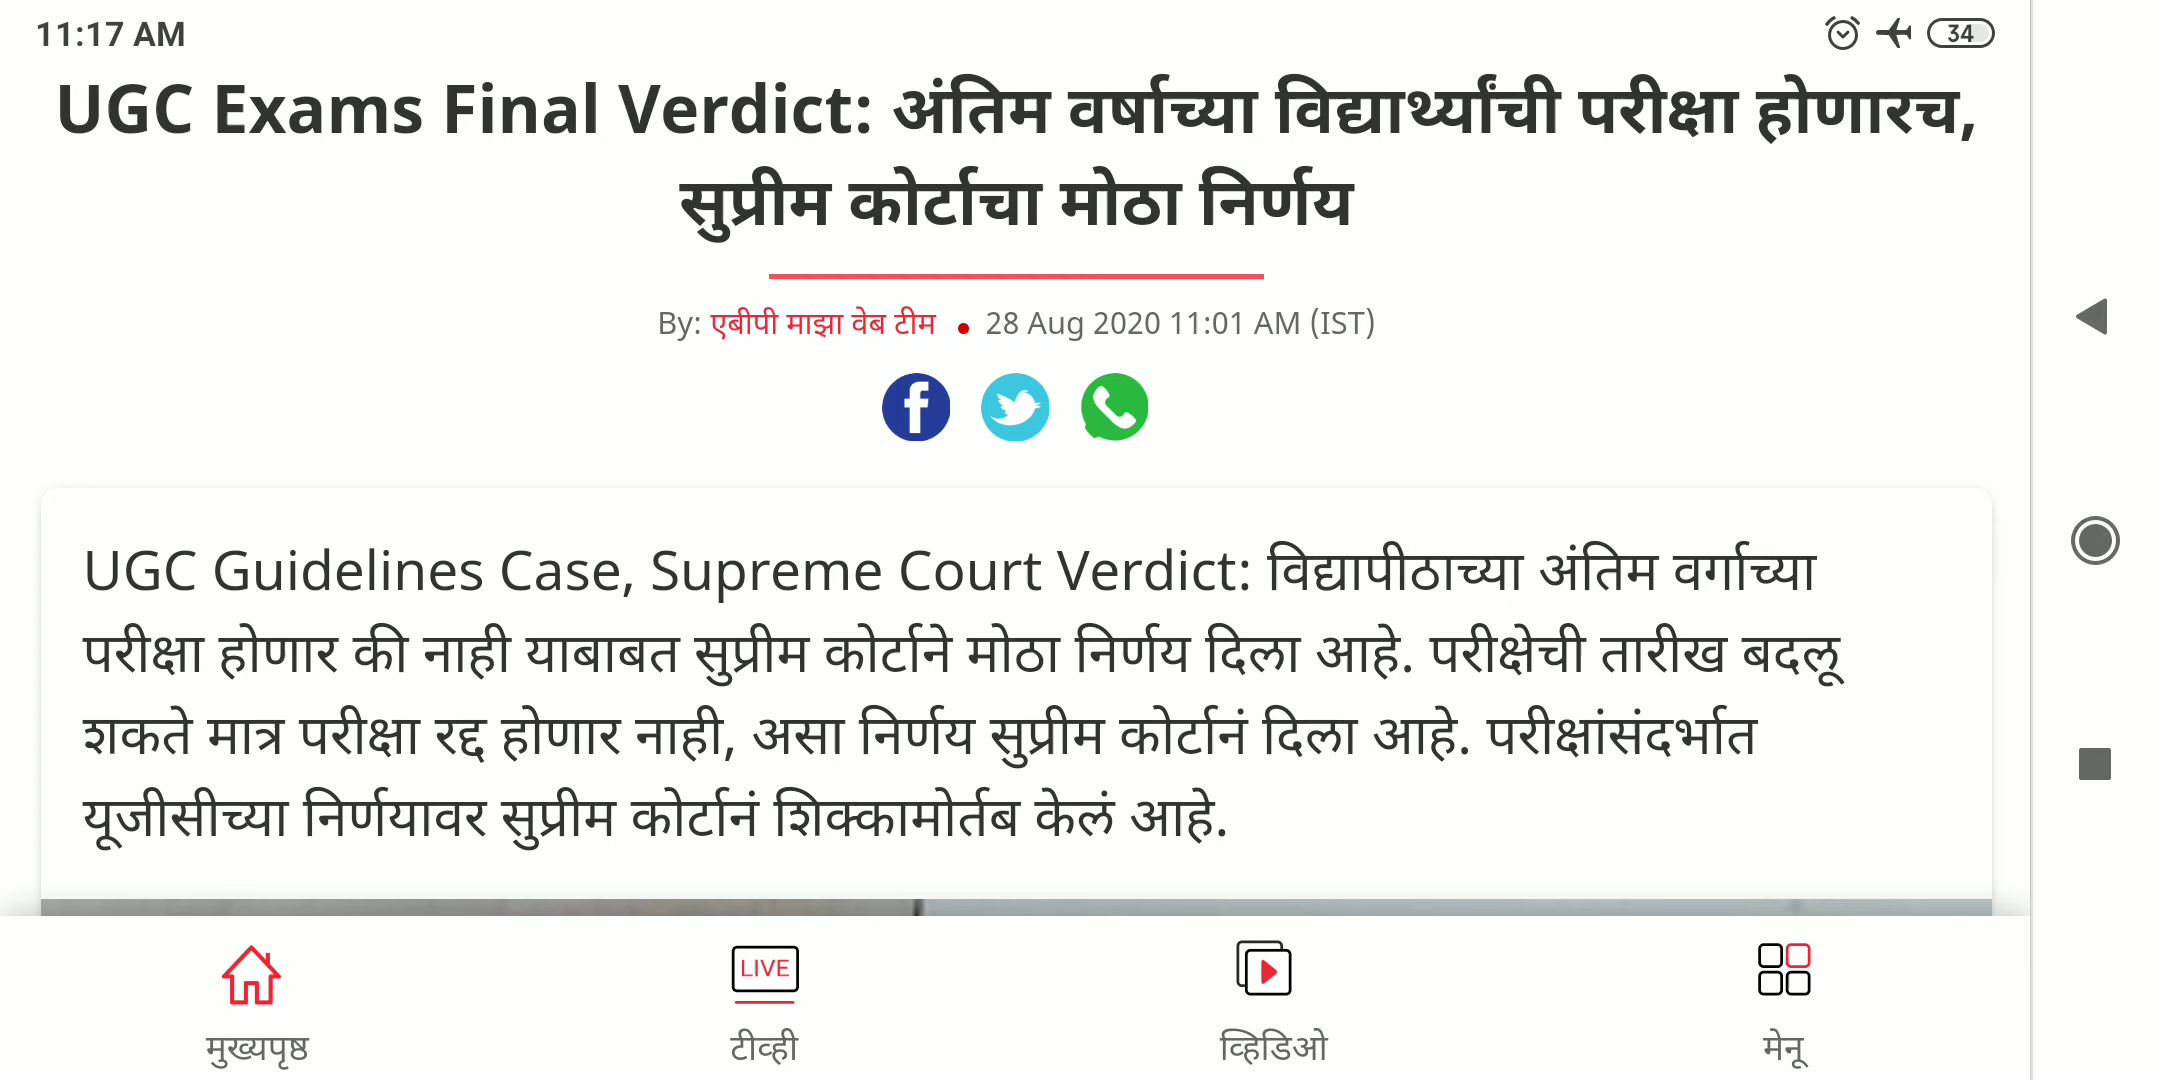 11:17 AM
34
UGC Exams Final Verdict: अंतिम वर्षाच्या विद्यार्थ्यांची परीक्षा होणारच,
सुप्रीम कोर्टाचा मोठा निर्णय
By: एबीपी माझा वेब टीम • 28 Aug 2020 11:01 AM (IST)
UGC Guidelines Case, Supreme Court Verdict: विद्यापीठाच्या अंतिम वर्गाच्या
परीक्षा होणार की नाही याबाबत सुप्रीम कोर्टाने मोठा निर्णय दिला आहे. परीक्षेची तारीख बदलू
शकते मात्र परीक्षा रद्द होणार नाही, असा निर्णय सुप्रीम कोर्टानं दिला आहे. परीक्षांसंदर्भात
यूजीसीच्या निर्णयावर सुप्रीम कोर्टानं शिक्कामोर्तब केलं आहे.
LIVE
मुख्यपृष्ठ टीव्ही व्हिडिओ मेनू